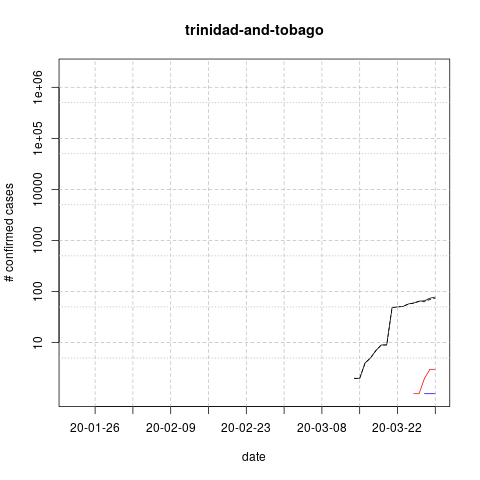 trinidad-and-tobago
# confirmed cases
1e+06
1e+05
10000
1000
100
10
20-01-26 20-02-09 20-02-23 20-03-08 20-03-22
date